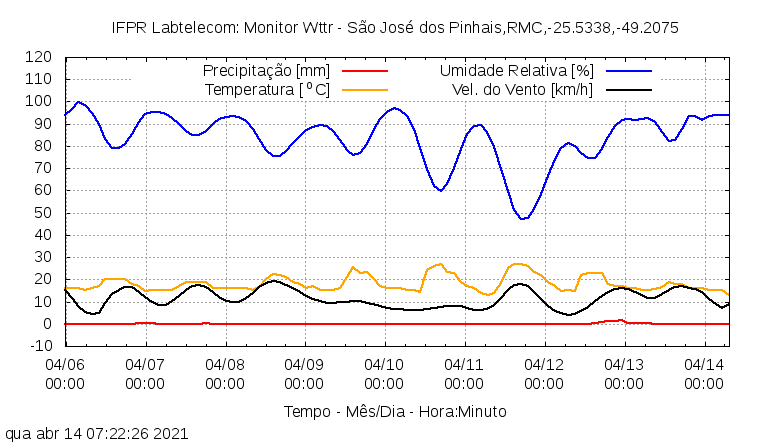 IFPR Labtelecom: Monitor Wttr - São José dos Pinhais,RMC,-25.5338,-49.2075
Precipitação [mm]
Temperatura [ ⁰C]
Umidade Relativa [%]
Vel. do Vento [km/h]
120
110
100
90
80
70
60
50
40
30
20
10
0
-10
04/06 04/07 04/08 04/09 04/10 04/11 04/12 04/13 04/14
00:00 00:00 00:00 00:00 00:00 00:00 00:00 00:00 00:00
Tempo - Mês/Dia - Hora:Minuto
qua abr 14 07:22:26 2021